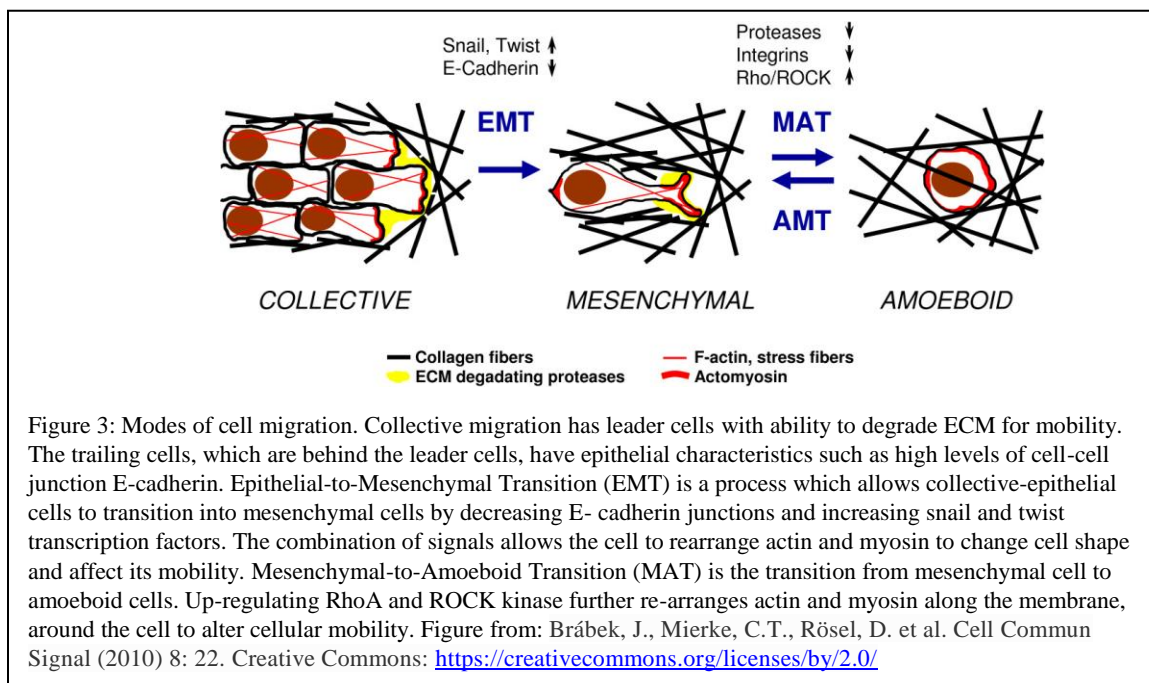 Snail, Twist
E-Cadherin
Proteases
Integrins
Rho/ROCK
EMT
MAT
AMT
COLLECTIVE
MESENCHYMAL
AMOEBOID
Collagen fibers
F-actin, stress fibers
ECM degadating proteases
Actomyosin
Figure 3: Modes of cell migration. Collective migration has leader cells with ability to degrade ECM for mobility.
The trailing cells, which are behind the leader cells, have epithelial characteristics such as high levels of cell-cell
junction E-cadherin. Epithelial-to-Mesenchymal Transition (EMT) is a process which allows collective-epithelial
cells to transition into mesenchymal cells by decreasing E- cadherin junctions and increasing snail and twist
transcription factors. The combination of signals allows the cell to rearrange actin and myosin to change cell shape
and affect its mobility. Mesenchymal-to-Amoeboid Transition (MAT) is the transition from mesenchymal cell to
amoeboid cells. Up-regulating RhoA and ROCK kinase further re-arranges actin and myosin along the membrane,
around the cell to alter cellular mobility. Figure from: Brábek, J., Mierke, C.T., Rösel, D. et al. Cell Commun
Signal (2010) 8: 22. Creative Commons: https://creativecommons.org/licenses/by/2.0/